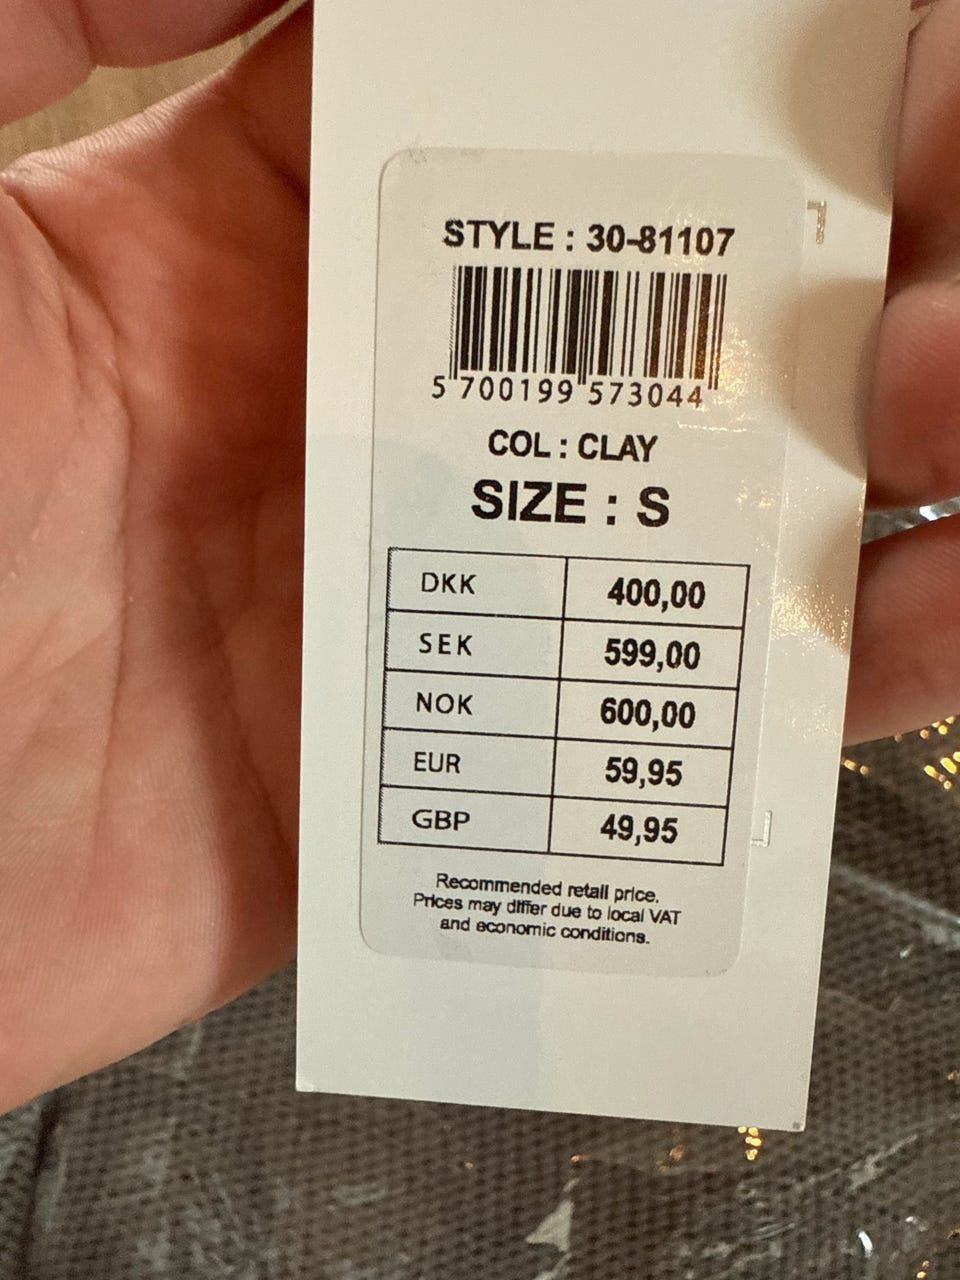 STYLE : 30-81107
5 700199 573044
COL : CLAY
SIZE : S
DKK 400,00
SEK 599,00
NOK 600,00
EUR 59,95
GBP 49,95
Recommended retail price.
Prices may differ due to local VAT
and economic conditions.